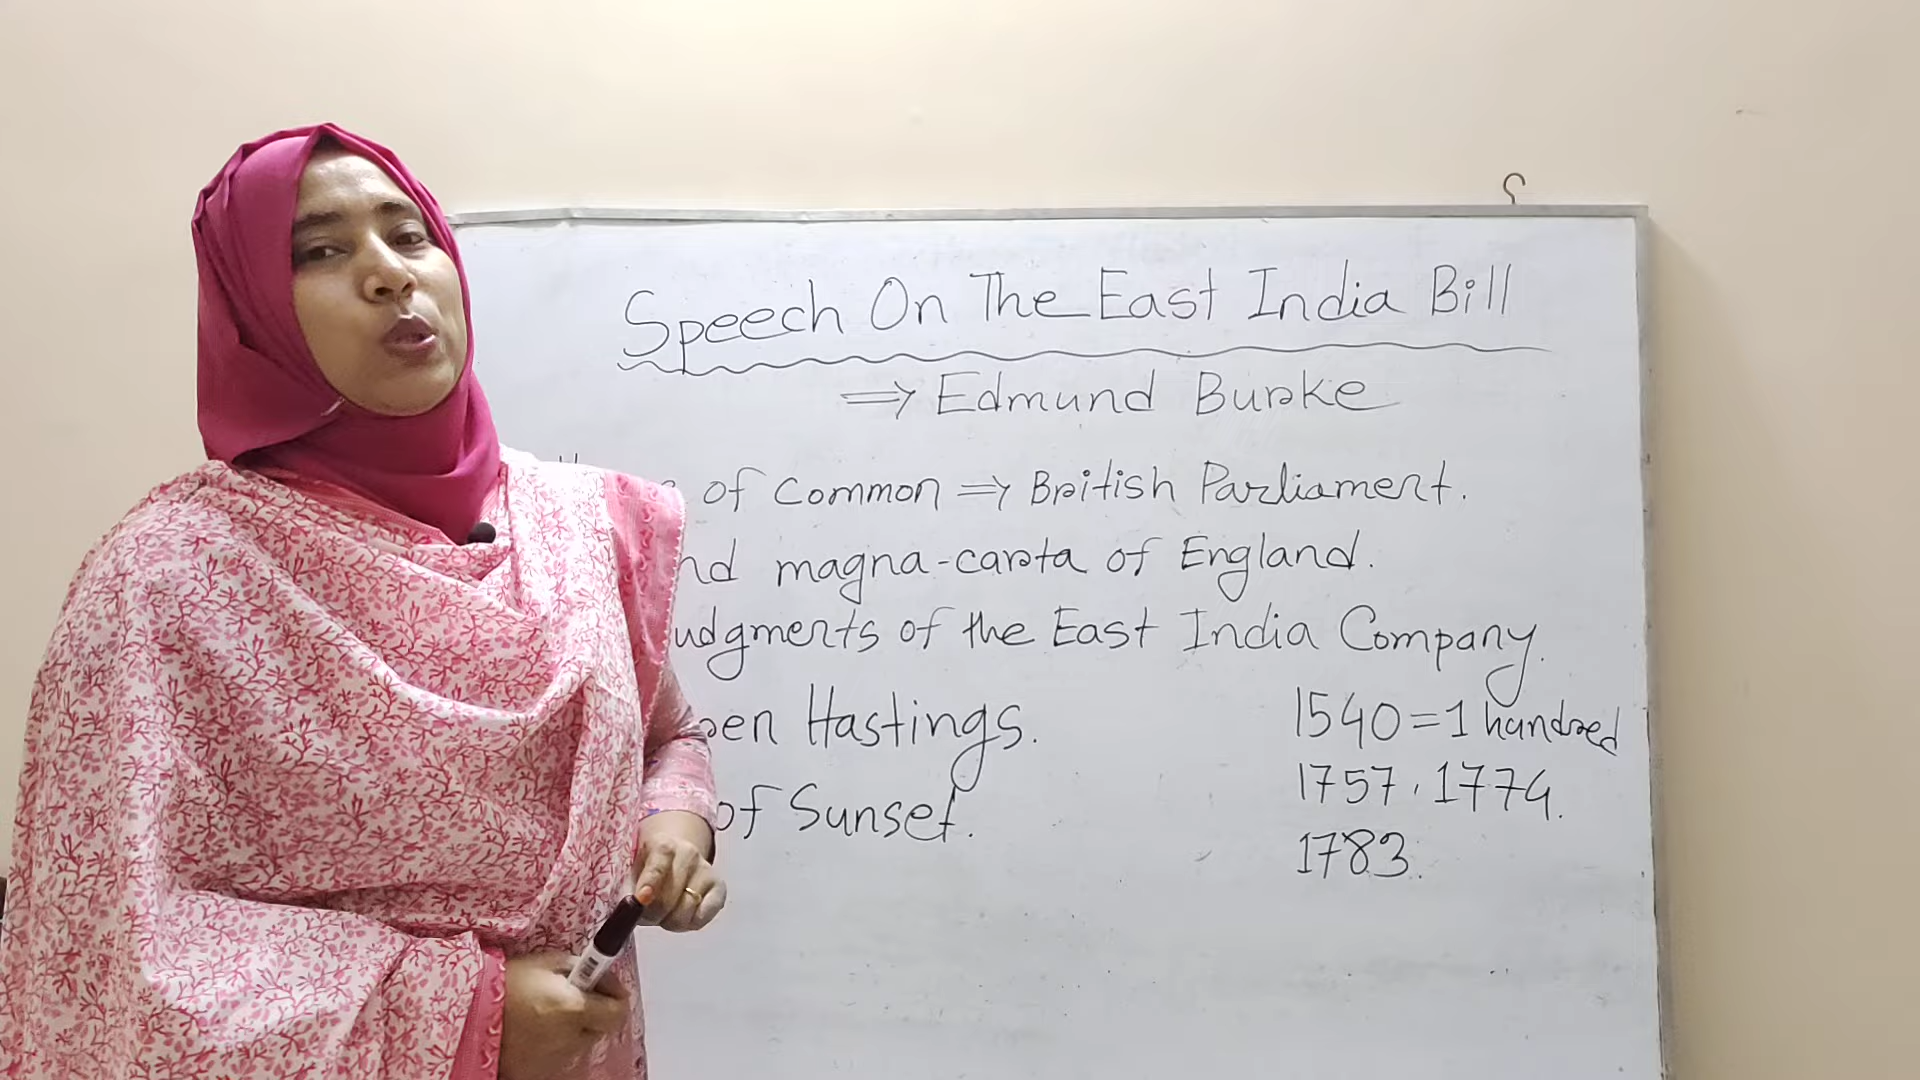 Speech On The East India Bill
⇒ Edmund Burke
of Common ⇒ British Parliament.
magna-carta of England.
of the East India Company.
Hastings.
1540 = 1 hundred
of Sunset.
1757, 1774.
1783.